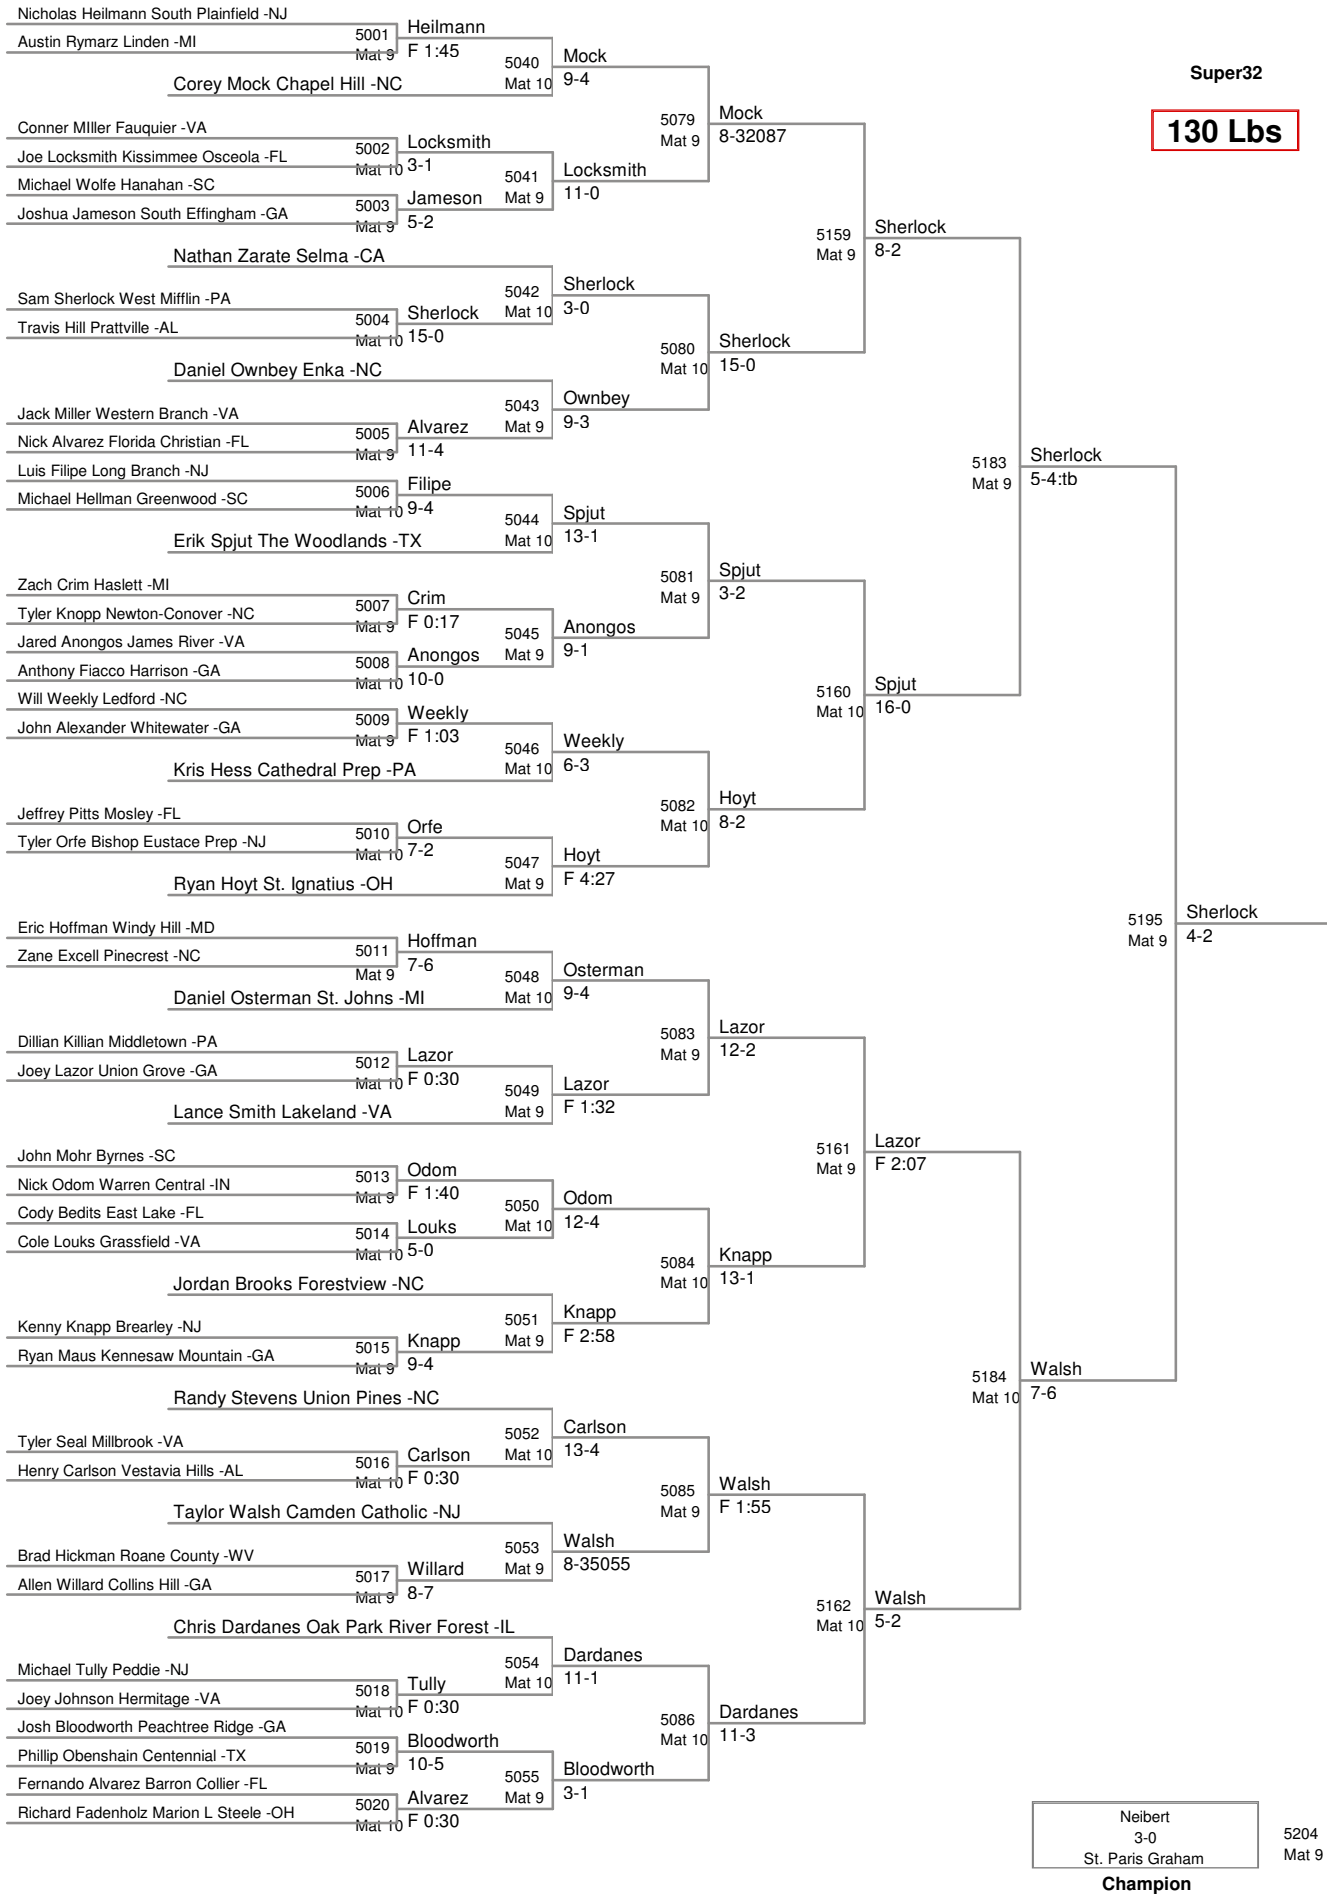 Nicholas Heilmann South Plainfield -NJ
Austin Rymarz Linden -MI
5001
Mat 9
Heilmann
F 1:45
Corey Mock Chapel Hill -NC
5040
Mat 10
Mock
9-4
Super32
130 Lbs
Conner MIller Fauquier -VA
Joe Locksmith Kissimmee Osceola -FL
5002
Mat 10
Locksmith
3-1
Michael Wolfe Hanahan -SC
Joshua Jameson South Effingham -GA
5003
Mat 9
Jameson
5-2
5041
Mat 9
Locksmith
11-0
5079
Mat 9
Mock
8-32087
Nathan Zarate Selma -CA
Sam Sherlock West Mifflin -PA
Travis Hill Prattville -AL
5004
Mat 10
Sherlock
15-0
5042
Mat 10
Sherlock
3-0
Daniel Ownbey Enka -NC
Jack Miller Western Branch -VA
Nick Alvarez Florida Christian -FL
5005
Mat 9
Alvarez
11-4
5043
Mat 9
Ownbey
9-3
5080
Mat 10
Sherlock
15-0
5159
Mat 9
Sherlock
8-2
Luis Filipe Long Branch -NJ
Michael Hellman Greenwood -SC
5006
Mat 10
Filipe
9-4
Erik Spjut The Woodlands -TX
5044
Mat 10
Spjut
13-1
Zach Crim Haslett -MI
Tyler Knopp Newton-Conover -NC
5007
Mat 9
Crim
F 0:17
Jared Anongos James River -VA
Anthony Fiacco Harrison -GA
5008
Mat 10
Anongos
10-0
5045
Mat 9
Anongos
9-1
5081
Mat 9
Spjut
3-2
Will Weekly Ledford -NC
John Alexander Whitewater -GA
5009
Mat 9
Weekly
F 1:03
Kris Hess Cathedral Prep -PA
5046
Mat 10
Weekly
6-3
Jeffrey Pitts Mosley -FL
Tyler Orfe Bishop Eustace Prep -NJ
5010
Mat 10
Orfe
7-2
Ryan Hoyt St. Ignatius -OH
5047
Mat 9
Hoyt
F 4:27
5082
Mat 10
Hoyt
8-2
5160
Mat 10
Spjut
16-0
5183
Mat 9
Sherlock
5-4:tb
Eric Hoffman Windy Hill -MD
Zane Excell Pinecrest -NC
5011
Mat 9
Hoffman
7-6
Daniel Osterman St. Johns -MI
5048
Mat 10
Osterman
9-4
Dillian Killian Middletown -PA
Joey Lazor Union Grove -GA
5012
Mat 10
Lazor
F 0:30
Lance Smith Lakeland -VA
5049
Mat 9
Lazor
F 1:32
5083
Mat 9
Lazor
12-2
John Mohr Byrnes -SC
Nick Odom Warren Central -IN
5013
Mat 9
Odom
F 1:40
Cody Bedits East Lake -FL
Cole Louks Grassfield -VA
5014
Mat 10
Louks
5-0
5050
Mat 10
Odom
12-4
Jordan Brooks Forestview -NC
Kenny Knapp Brearley -NJ
Ryan Maus Kennesaw Mountain -GA
5015
Mat 9
Knapp
9-4
5051
Mat 9
Knapp
F 2:58
5084
Mat 10
Knapp
13-1
5161
Mat 9
Lazor
F 2:07
Randy Stevens Union Pines -NC
Tyler Seal Millbrook -VA
Henry Carlson Vestavia Hills -AL
5016
Mat 10
Carlson
F 0:30
5052
Mat 10
Carlson
13-4
Taylor Walsh Camden Catholic -NJ
Brad Hickman Roane County -WV
Allen Willard Collins Hill -GA
5017
Mat 9
Willard
8-7
5053
Mat 9
Walsh
8-35055
5085
Mat 9
Walsh
F 1:55
Chris Dardanes Oak Park River Forest -IL
Michael Tully Peddie -NJ
Joey Johnson Hermitage -VA
5018
Mat 10
Tully
F 0:30
5054
Mat 10
Dardanes
11-1
Josh Bloodworth Peachtree Ridge -GA
Phillip Obenshain Centennial -TX
5019
Mat 9
Bloodworth
10-5
Fernando Alvarez Barron Collier -FL
Richard Fadenholz Marion L Steele -OH
5020
Mat 10
Alvarez
F 0:30
5055
Mat 9
Bloodworth
3-1
5086
Mat 10
Dardanes
11-3
5162
Mat 10
Walsh
5-2
5184
Mat 10
Walsh
7-6
5195
Mat 9
Sherlock
4-2
Neibert
3-0
St. Paris Graham
Champion
5204
Mat 9